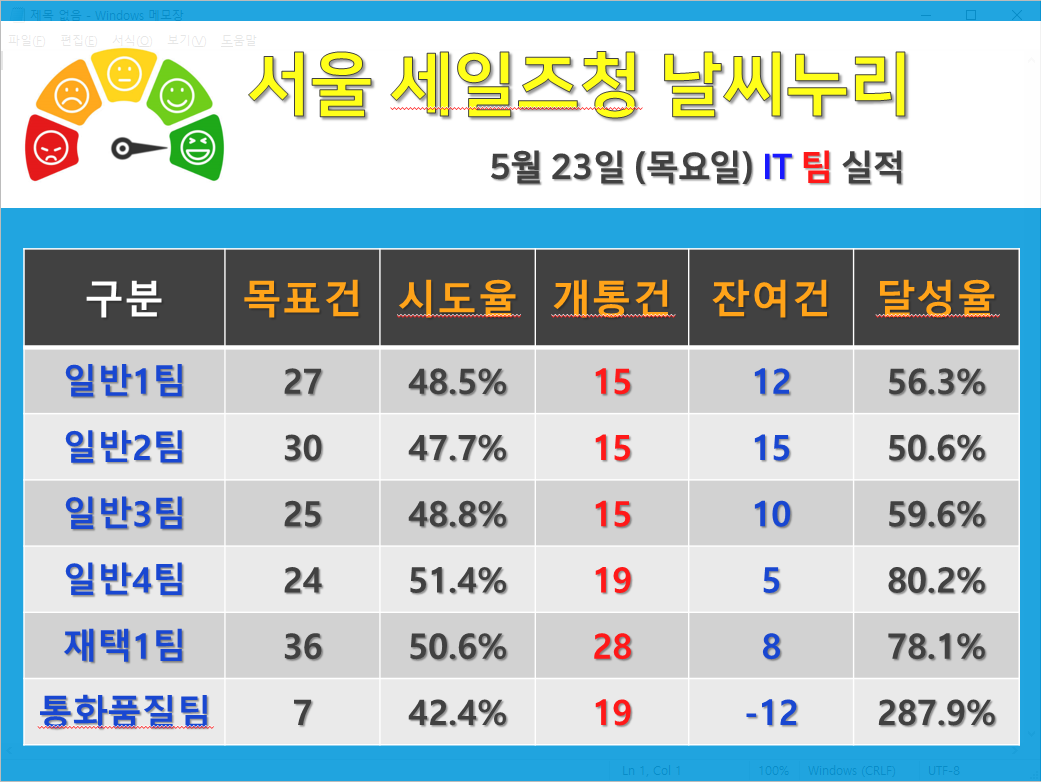 제목 없음 - Windows 메모장
파일(F) 편집(E) 서식(O) 보기(V) 도움말
서울 세일즈청 날씨누리
5월 23일 (목요일) IT 팀 실적
구분 목표건 시도율 개통건 잔여건 달성율
일반1팀 27 48.5% 15 12 56.3%
일반2팀 30 47.7% 15 15 50.6%
일반3팀 25 48.8% 15 10 59.6%
일반4팀 24 51.4% 19 5 80.2%
재택1팀 36 50.6% 28 8 78.1%
통화품질팀 7 42.4% 19 -12 287.9%
Ln 1, Col 1 100% Windows (CRLF) UTF-8